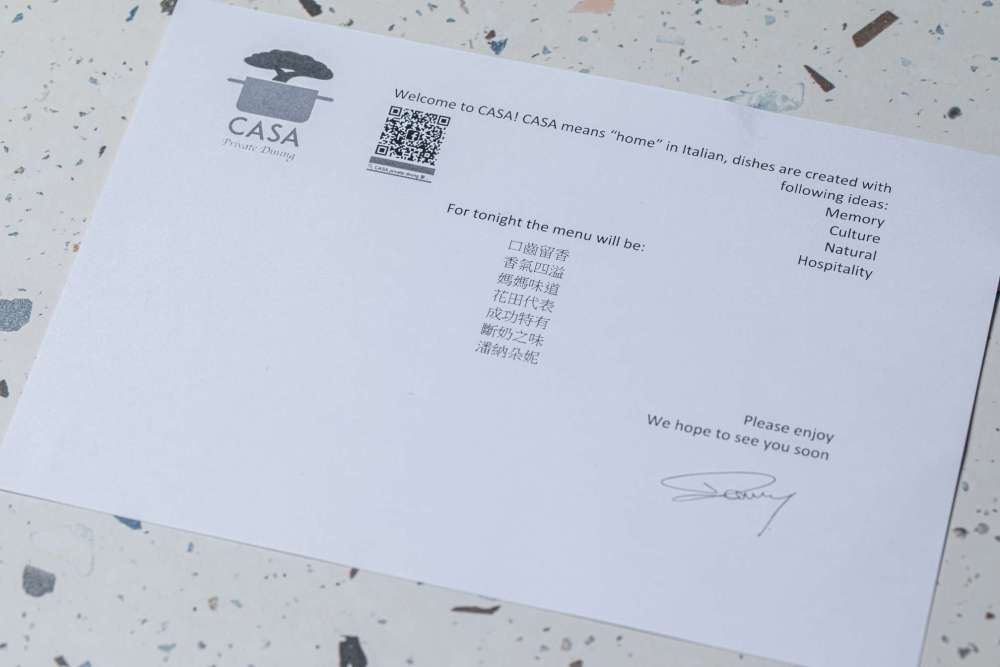 CASA
Private Dining
Welcome to CASA! CASA means “home” in Italian, dishes are created with
following ideas:
Memory
Culture
Natural
Hospitality
CASA private dining
For tonight the menu will be:
口齒留香
香氣四溢
媽媽味道
花田代表
成功特有
斷奶之味
潘納朵妮
Please enjoy
We hope to see you soon